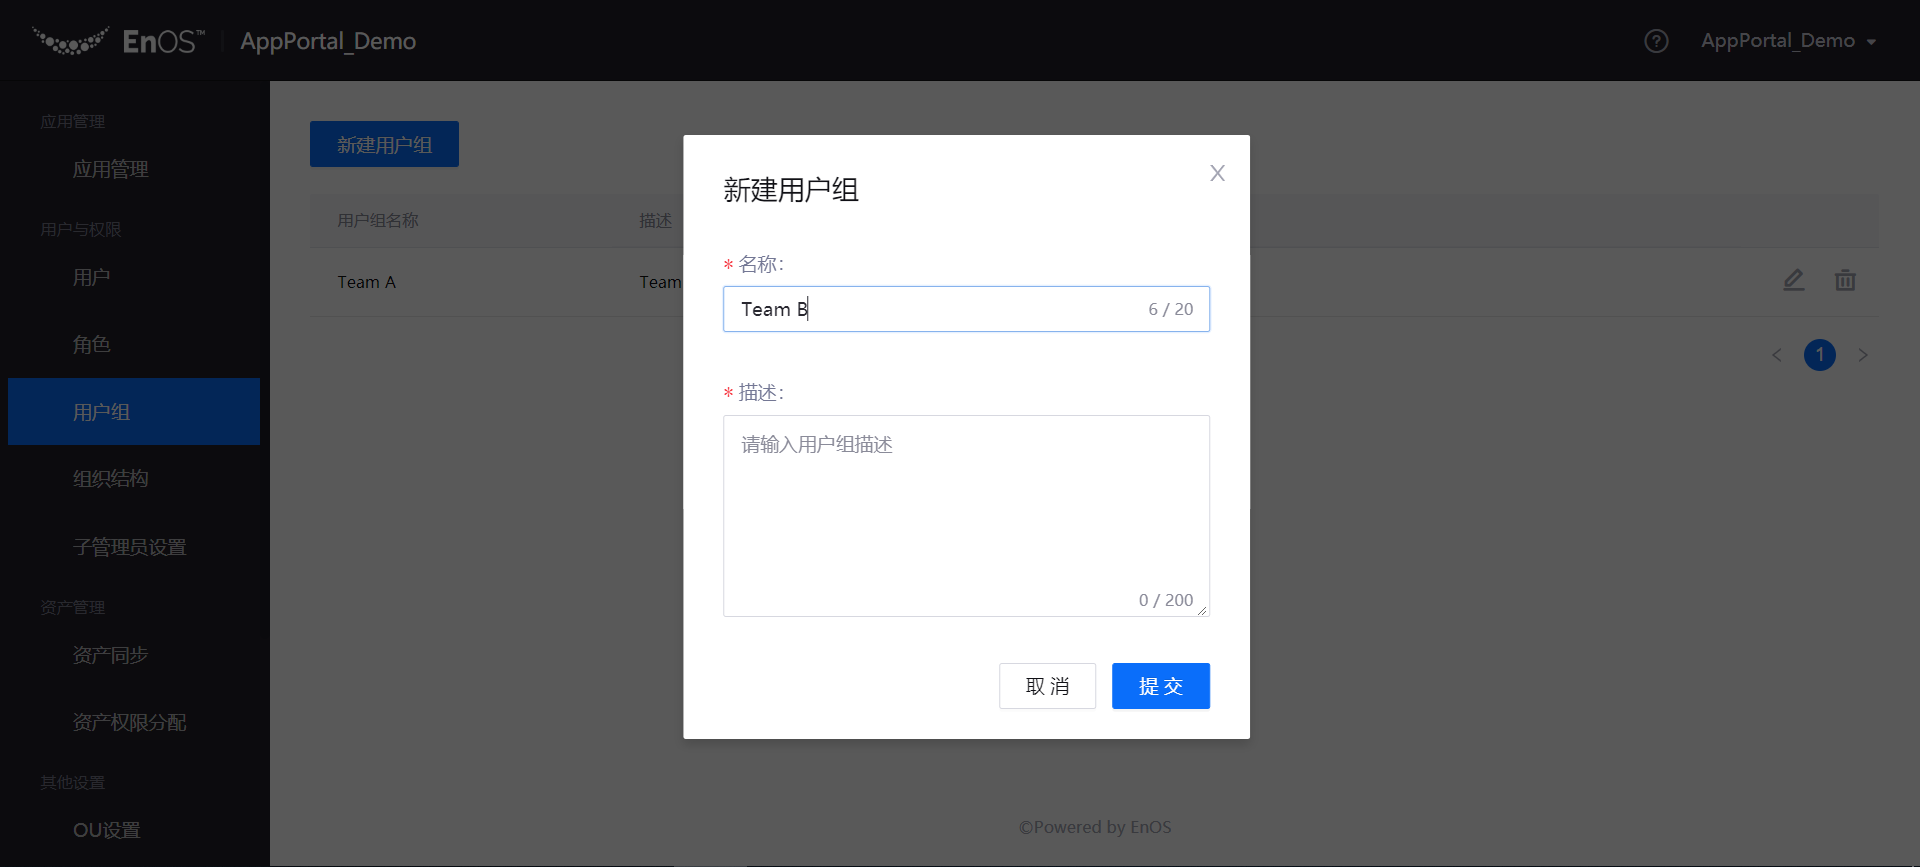 EnOS™ AppPortal_Demo
AppPortal_Demo
应用管理
应用管理
用户与权限
用户
角色
用户组
组织结构
子管理员设置
资产管理
资产同步
资产权限分配
其他设置
OU设置
新建用户组
用户组名称 描述
Team A Team
1
新建用户组
X
* 名称:
Team B 6 / 20
* 描述:
请输入用户组描述
0 / 200
取 消 提 交
©Powered by EnOS